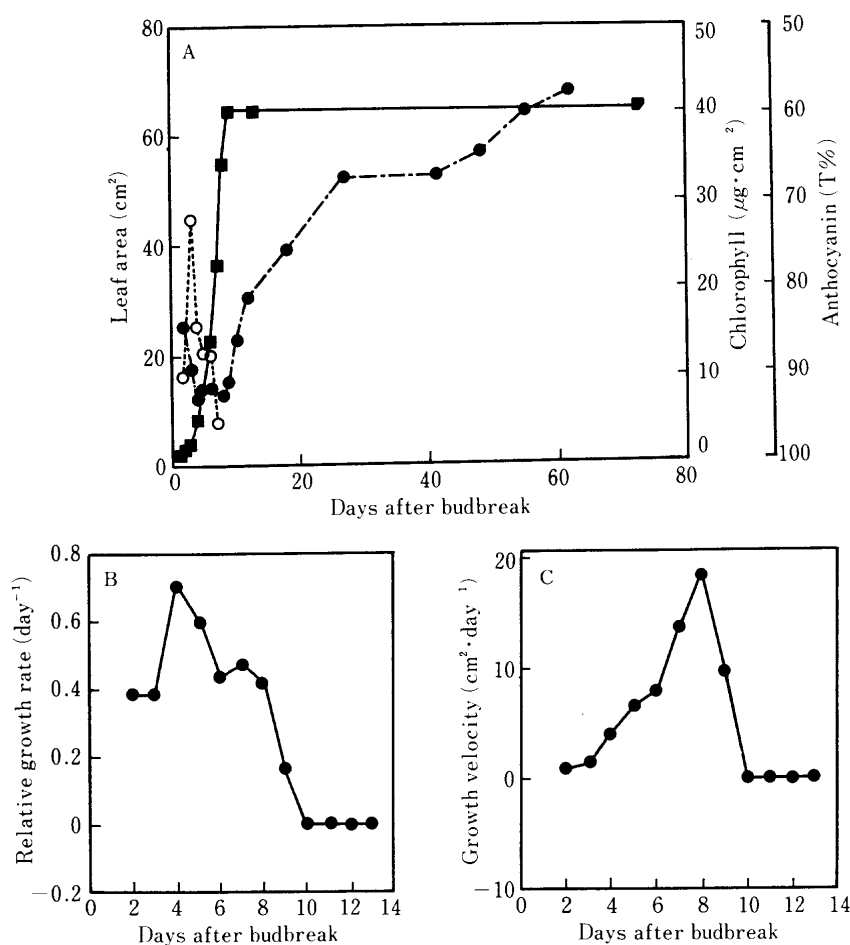 A
80
60
40
20
0
Leaf area (cm²)
50
40
30
20
10
0
Chlorophyll (μg·cm²)
50
60
70
80
90
100
Anthocyanin (T%)
0
20
40
60
80
Days after budbreak
B
0.8
0.6
0.4
0.2
0
−0.2
Relative growth rate (day⁻¹)
0 2 4 6 8 10 12 14
Days after budbreak
C
20
10
0
−10
Growth velocity (cm²·day⁻¹)
0 2 4 6 8 10 12 14
Days after budbreak